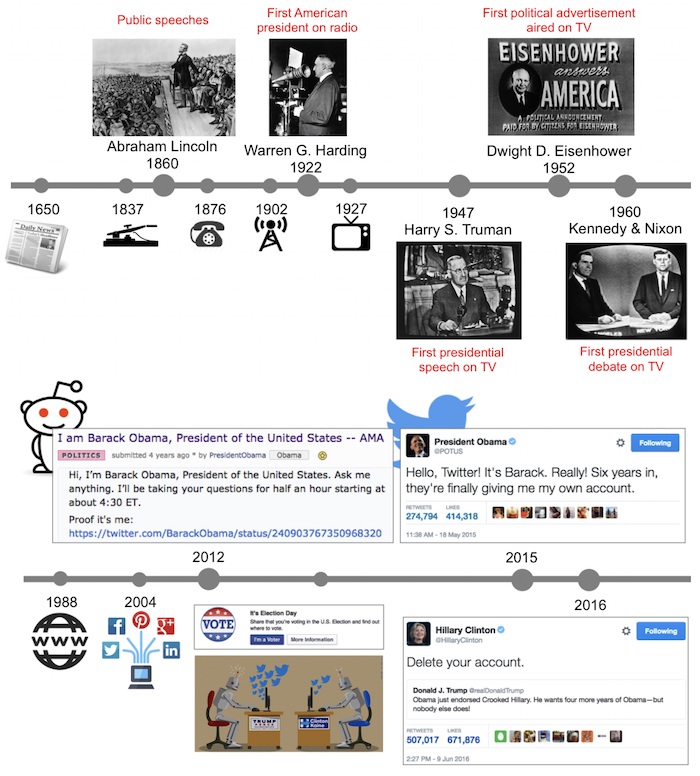 Public speeches
First American
president on radio
First political advertisement
aired on TV
EISENHOWER
answers
AMERICA
A POLITICAL ANNOUNCEMENT
PAID FOR BY CITIZENS FOR EISENHOWER
Abraham Lincoln
1860
Warren G. Harding
1922
Dwight D. Eisenhower
1952
1650
1837
1876
1902
1927
1947
Harry S. Truman
1960
Kennedy & Nixon
Daily News
First presidential
speech on TV
First presidential
debate on TV
I am Barack Obama, President of the United States -- AMA
POLITICS submitted 4 years ago * by PresidentObama Obama
Hi, I'm Barack Obama, President of the United States. Ask me
anything. I'll be taking your questions for half an hour starting at
about 4:30 ET.
Proof it's me:
https://twitter.com/BarackObama/status/240903767350968320
President Obama
@POTUS
Following
Hello, Twitter! It's Barack. Really! Six years in,
they're finally giving me my own account.
RETWEETS LIKES
274,794 414,318
11:38 AM - 18 May 2015
2012
2015
1988
2004
2016
WWW
VOTE
It's Election Day
Share that you're voting in the U.S. Election and find out
where to vote.
I'm a Voter More Information
TRUMP
PENCE
Clinton
Kaine
Hillary Clinton
@HillaryClinton
Following
Delete your account.
Donald J. Trump @realDonaldTrump
Obama just endorsed Crooked Hillary. He wants four more years of Obama—but
nobody else does!
RETWEETS LIKES
507,017 671,876
2:27 PM - 9 Jun 2016